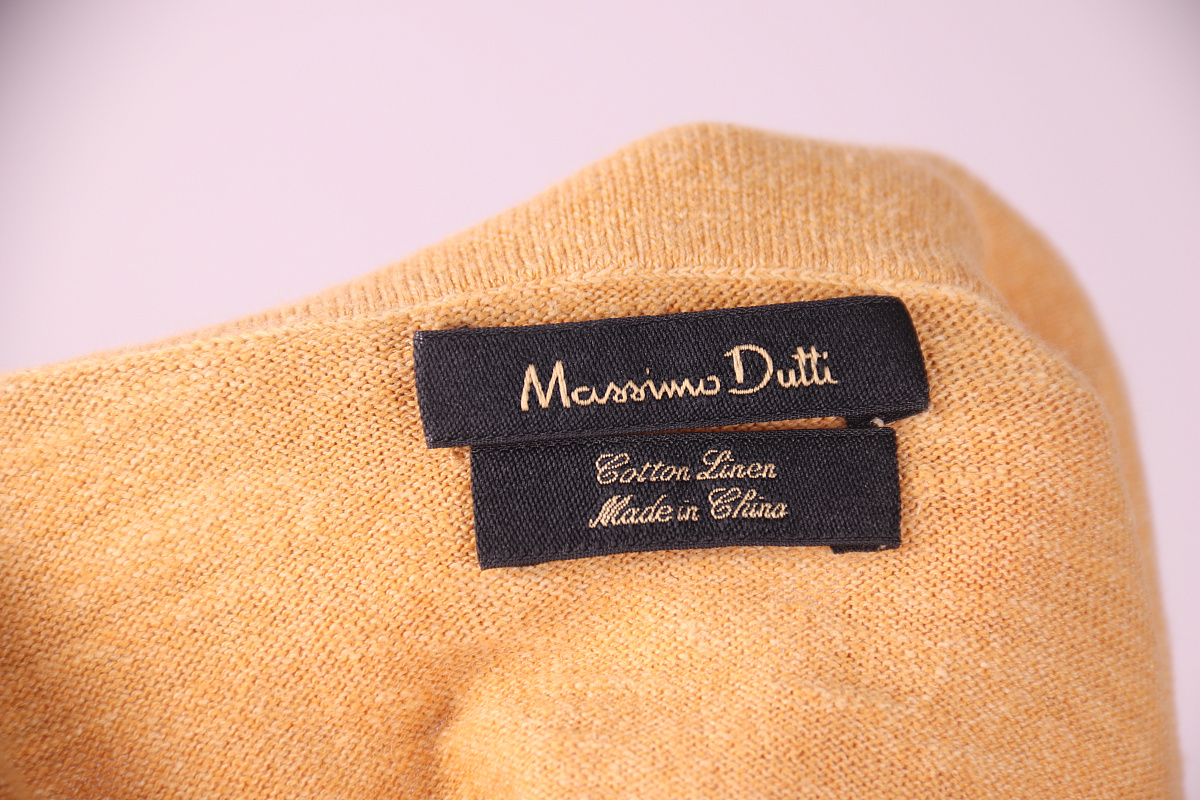 Massimo Dutti
Cotton Linen
Made in China